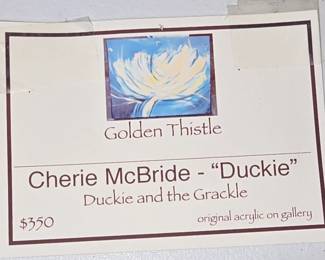 Golden Thistle
Cherie McBride - "Duckie"
Duckie and the Grackle
$350
original acrylic on gallery